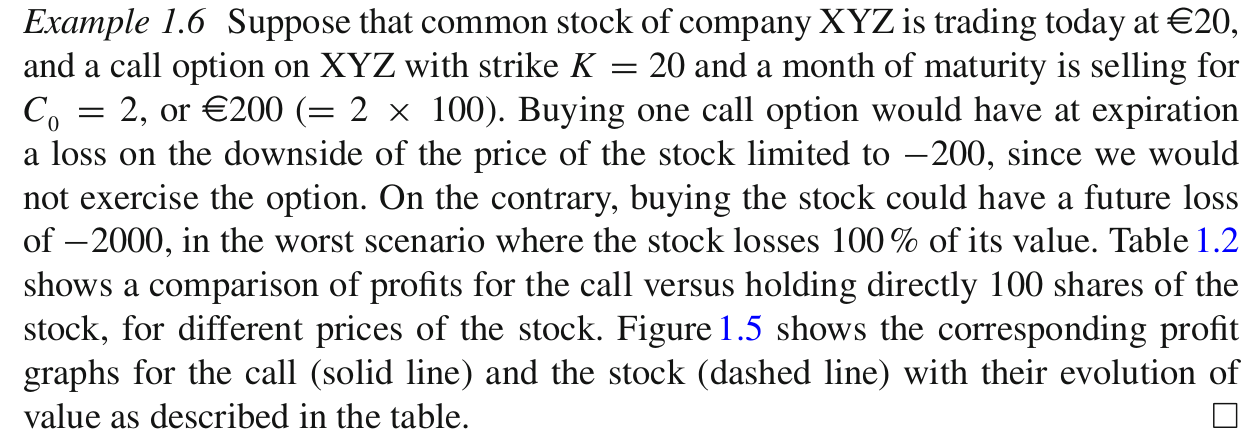 Example 1.6 Suppose that common stock of company XYZ is trading today at €20,
and a call option on XYZ with strike K = 20 and a month of maturity is selling for
C₀ = 2, or €200 (= 2 × 100). Buying one call option would have at expiration
a loss on the downside of the price of the stock limited to −200, since we would
not exercise the option. On the contrary, buying the stock could have a future loss
of −2000, in the worst scenario where the stock losses 100 % of its value. Table 1.2
shows a comparison of profits for the call versus holding directly 100 shares of the
stock, for different prices of the stock. Figure 1.5 shows the corresponding profit
graphs for the call (solid line) and the stock (dashed line) with their evolution of
value as described in the table. □